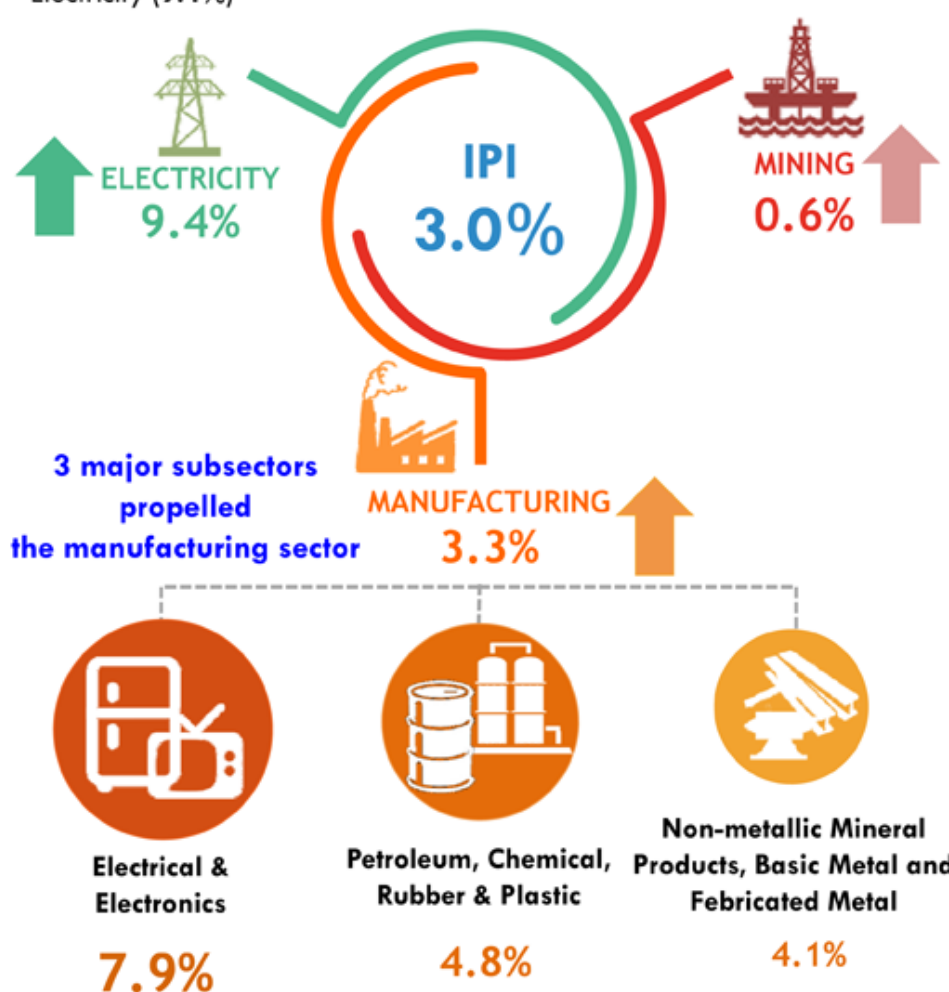 ELECTRICITY
9.4%
IPI
3.0%
MINING
0.6%
3 major subsectors
propelled
the manufacturing sector
MANUFACTURING
3.3%
Electrical &
Electronics
7.9%
Petroleum, Chemical,
Rubber & Plastic
4.8%
Non-metallic Mineral
Products, Basic Metal and
Febricated Metal
4.1%